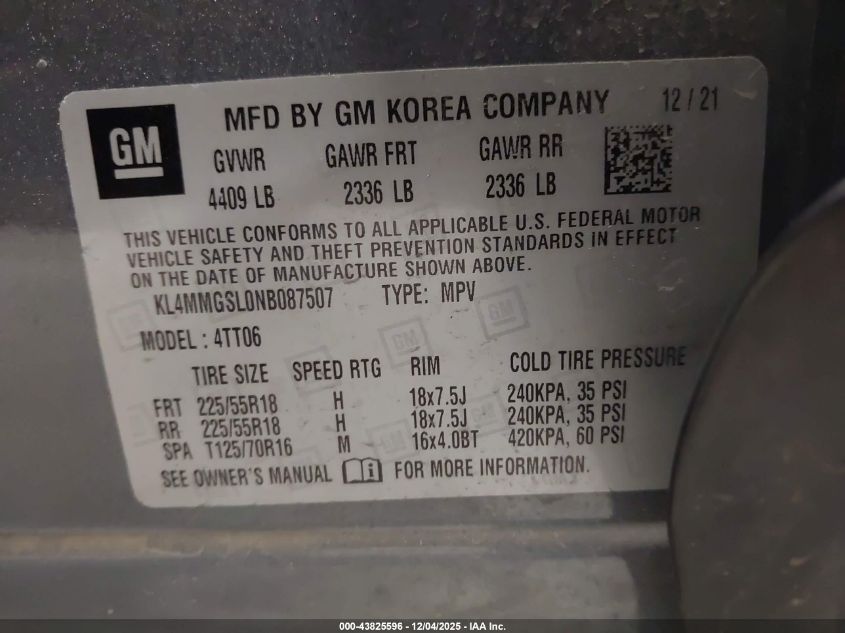 GM
MFD BY GM KOREA COMPANY 12/21
GVWR GAWR FRT GAWR RR
4409 LB 2336 LB 2336 LB
THIS VEHICLE CONFORMS TO ALL APPLICABLE U.S. FEDERAL MOTOR
VEHICLE SAFETY AND THEFT PREVENTION STANDARDS IN EFFECT
ON THE DATE OF MANUFACTURE SHOWN ABOVE.
KL4MMGSL0NB087507 TYPE: MPV
MODEL: 4TT06
TIRE SIZE SPEED RTG RIM COLD TIRE PRESSURE
FRT 225/55R18 H 18x7.5J 240KPA, 35 PSI
RR 225/55R18 H 18x7.5J 240KPA, 35 PSI
SPA T125/70R16 M 16x4.0BT 420KPA, 60 PSI
SEE OWNER'S MANUAL i FOR MORE INFORMATION.
000-43825596 - 12/04/2025 - IAA Inc.